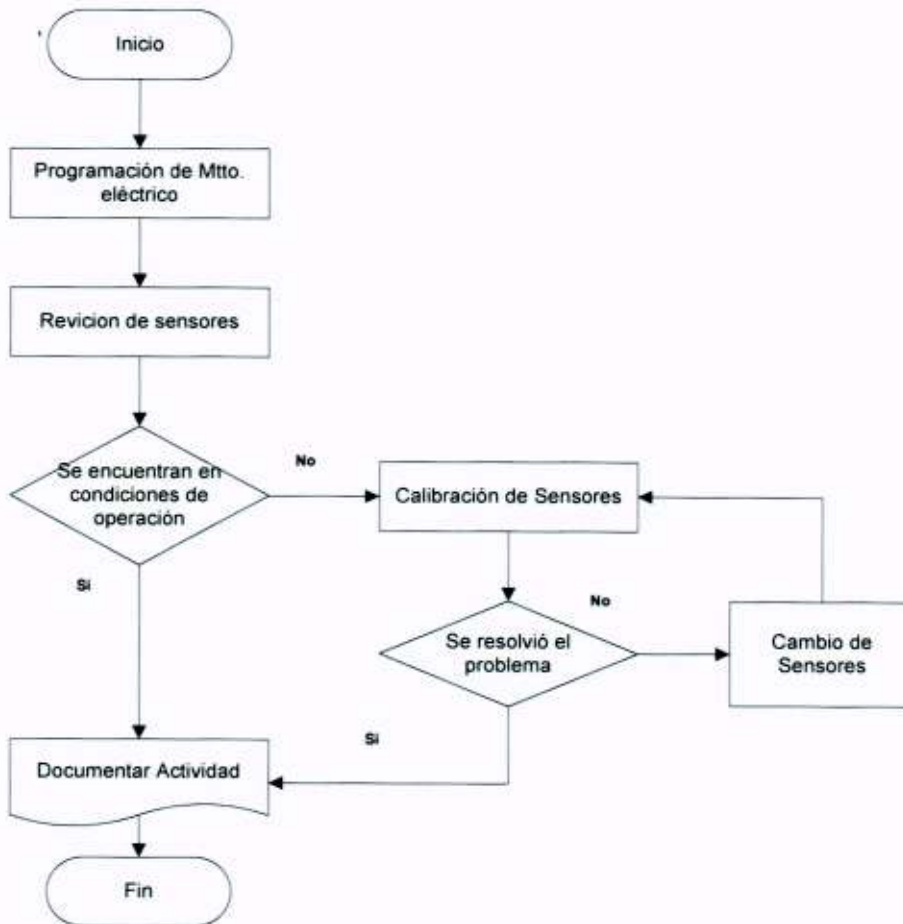 Inicio
Programación de Mtto.
eléctrico
Revicion de sensores
Se encuentran en
condiciones de
operación
No
Calibración de Sensores
Si
Se resolvió el
problema
No
Cambio de
Sensores
Si
Documentar Actividad
Fin